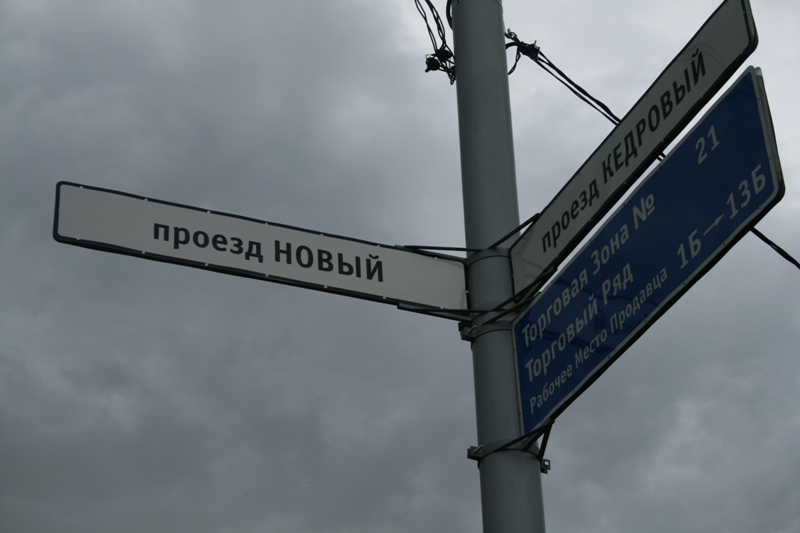 проезд НОВЫЙ
проезд КЕДРОВЫЙ
Торговая Зона № 21
Торговый Ряд 1Б→13Б
Рабочее Место Продавца